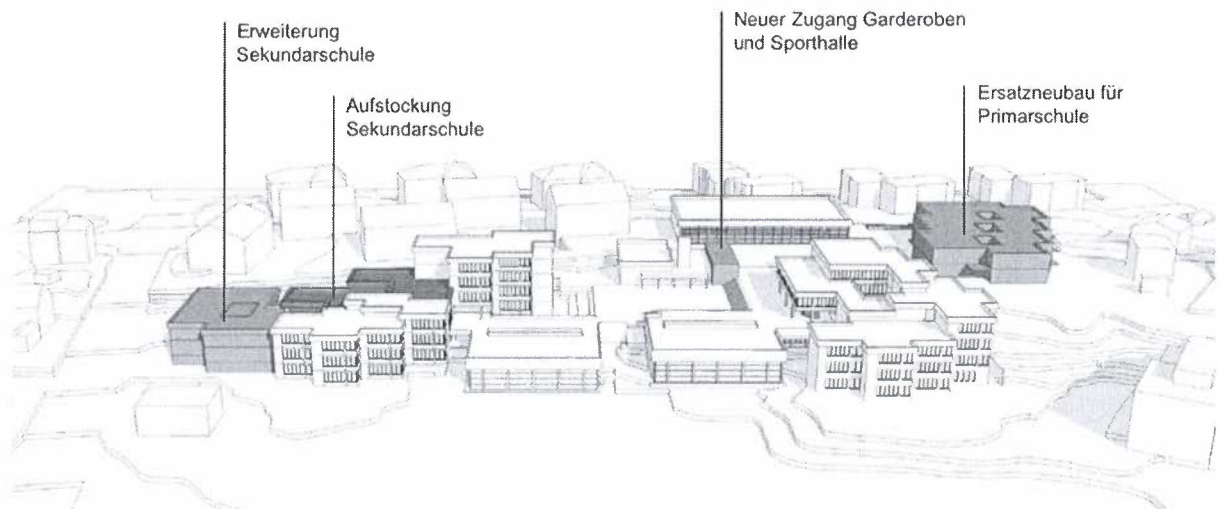 Erweiterung
Sekundarschule
Aufstockung
Sekundarschule
Neuer Zugang Garderoben
und Sporthalle
Ersatzneubau für
Primarschule